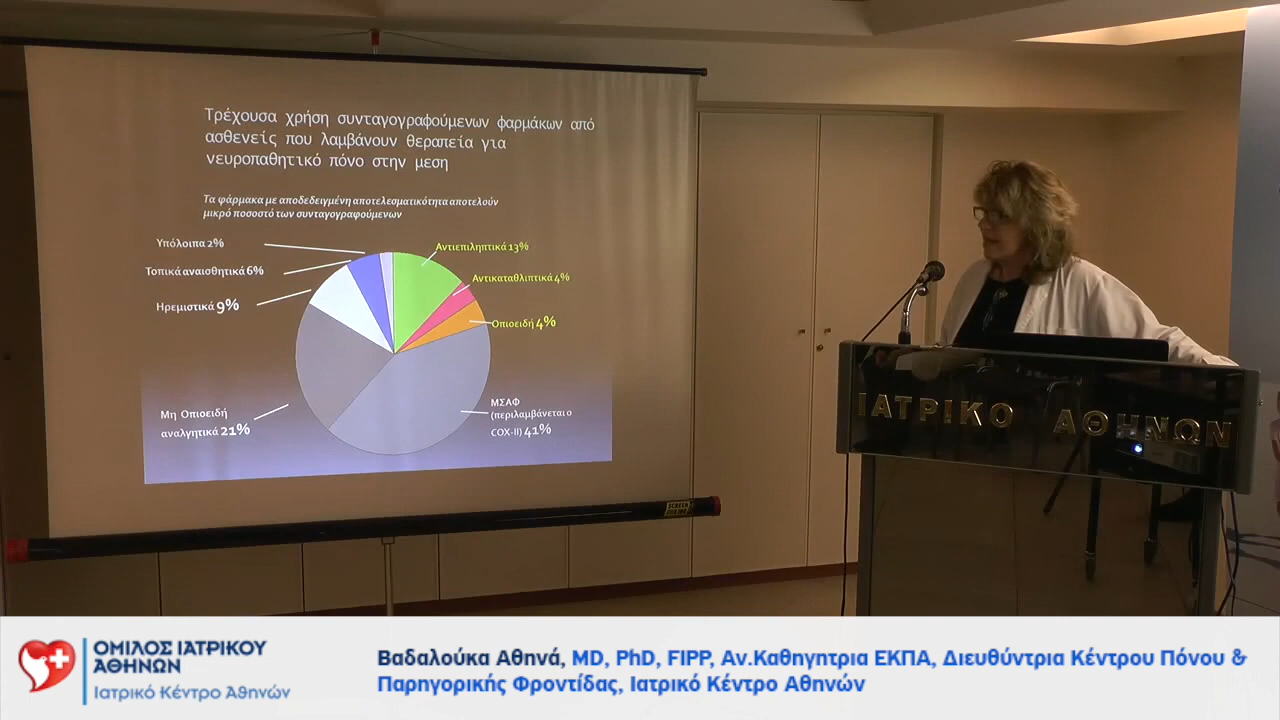 Τρέχουσα χρήση συνταγογραφούμενων φαρμάκων από
ασθενείς που λαμβάνουν θεραπεία για
νευροπαθητικό πόνο στην μεση
Τα φάρμακα με αποδεδειγμένη αποτελεσματικότητα αποτελούν
μικρό ποσοστό των συνταγογραφούμενων
Υπόλοιπα 2%
Αντιεπιληπτικά 13%
Τοπικά αναισθητικά 6%
Αντικαταθλιπτικά 4%
Ηρεμιστικά 9%
Οπιοειδή 4%
Μη Οπιοειδή
αναλγητικά 21%
ΜΣΑΦ
(περιλαμβάνεται ο
COX-II) 41%
ΙΑΤΡΙΚΟ ΑΘΗΝΩΝ
ΟΜΙΛΟΣ ΙΑΤΡΙΚΟΥ
ΑΘΗΝΩΝ
Ιατρικό Κέντρο Αθηνών
Βαδαλούκα Αθηνά, MD, PhD, FIPP, Αν.Καθηγητρια ΕΚΠΑ, Διευθύντρια Κέντρου Πόνου &
Παρηγορικής Φροντίδας, Ιατρικό Κέντρο Αθηνών